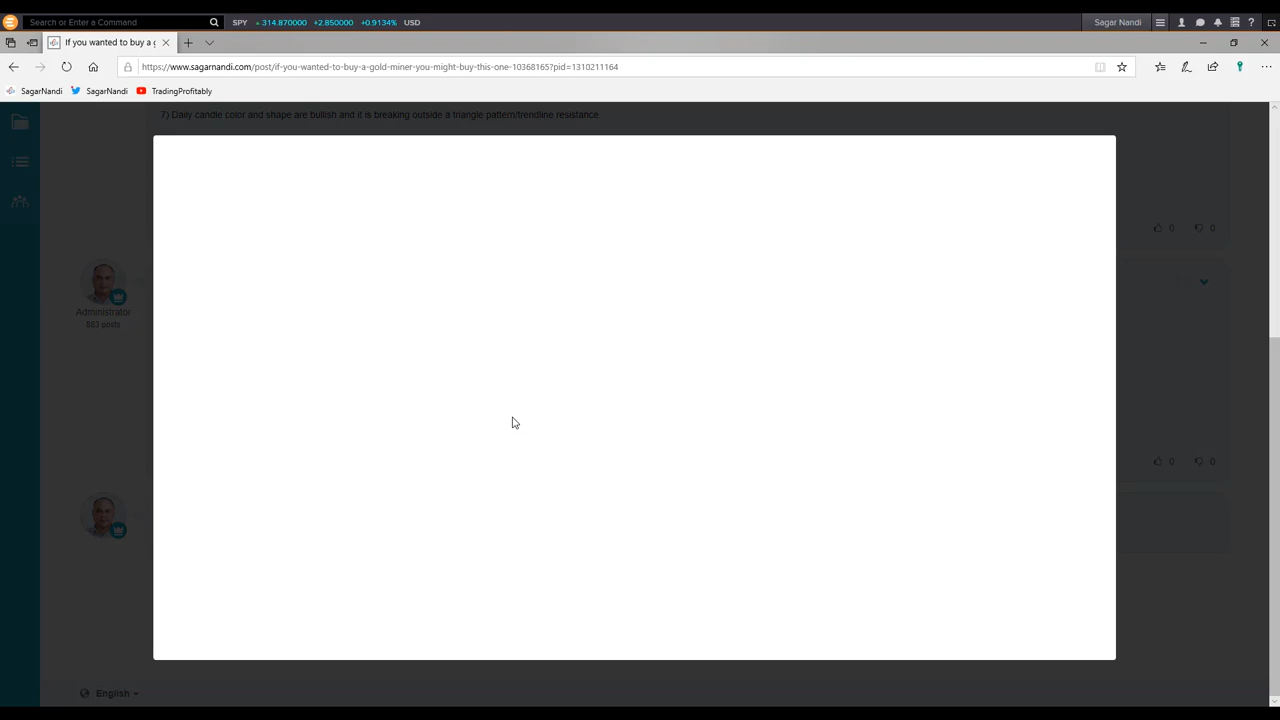 Search or Enter a Command
SPY 314.870000 +2.850000 +0.9134% USD
Sagar Nandi
If you wanted to buy a g
https://www.sagarnandi.com/post/if-you-wanted-to-buy-a-gold-miner-you-might-buy-this-one-10368165?pid=1310211164
SagarNandi SagarNandi TradingProfitably
7) Daily candle color and shape are bullish and it is breaking outside a triangle pattern/trendline resistance.
0 0
Administrator
883 posts
0 0
English